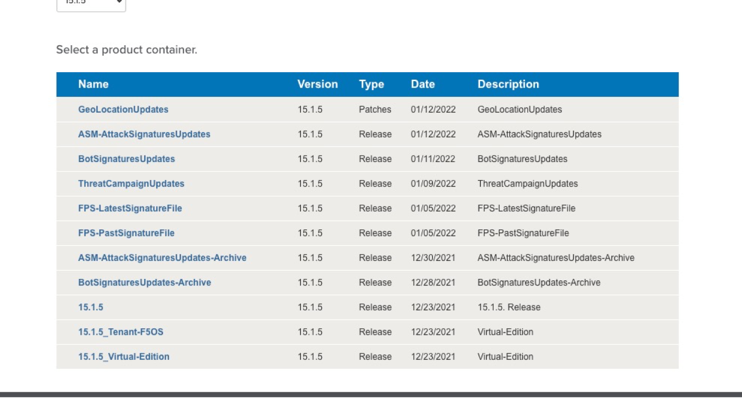 15.1.5
Select a product container.
Name Version Type Date Description
GeoLocationUpdates 15.1.5 Patches 01/12/2022 GeoLocationUpdates
ASM-AttackSignaturesUpdates 15.1.5 Release 01/12/2022 ASM-AttackSignaturesUpdates
BotSignaturesUpdates 15.1.5 Release 01/11/2022 BotSignaturesUpdates
ThreatCampaignUpdates 15.1.5 Release 01/09/2022 ThreatCampaignUpdates
FPS-LatestSignatureFile 15.1.5 Release 01/05/2022 FPS-LatestSignatureFile
FPS-PastSignatureFile 15.1.5 Release 01/05/2022 FPS-PastSignatureFile
ASM-AttackSignaturesUpdates-Archive 15.1.5 Release 12/30/2021 ASM-AttackSignaturesUpdates-Archive
BotSignaturesUpdates-Archive 15.1.5 Release 12/28/2021 BotSignaturesUpdates-Archive
15.1.5 15.1.5 Release 12/23/2021 15.1.5. Release
15.1.5_Tenant-F5OS 15.1.5 Release 12/23/2021 Virtual-Edition
15.1.5_Virtual-Edition 15.1.5 Release 12/23/2021 Virtual-Edition